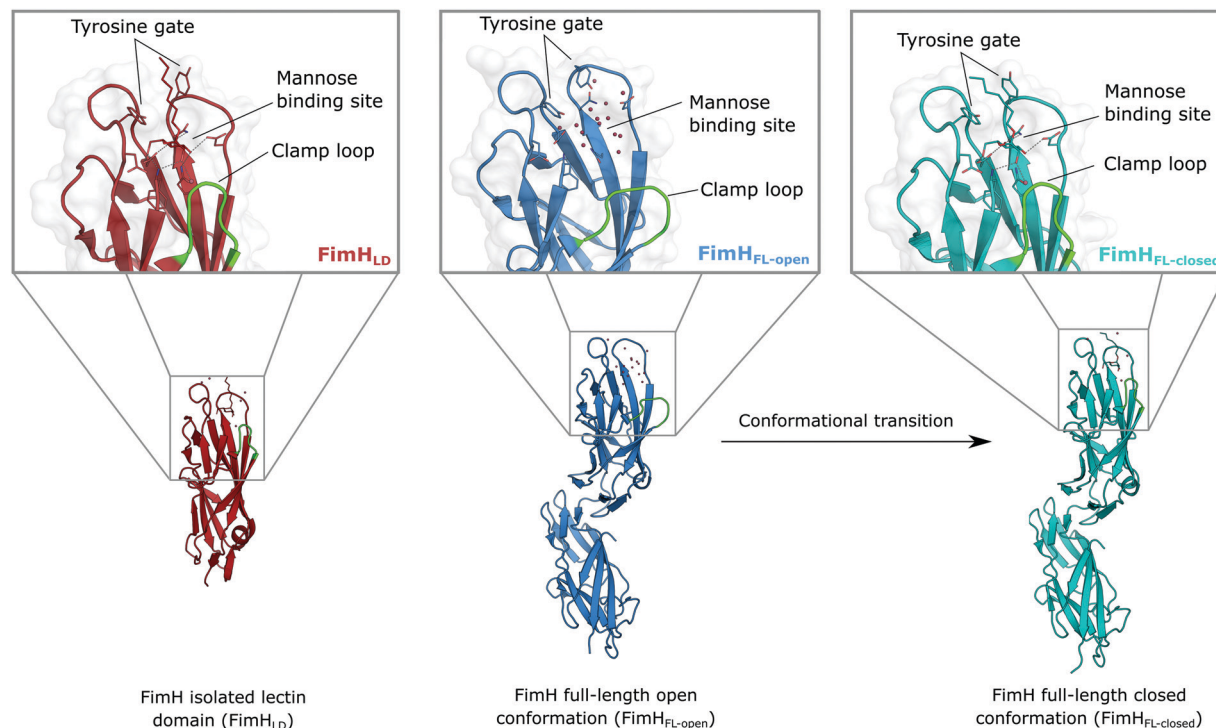 Tyrosine gate
Mannose
binding site
Clamp loop
FimH_LD
Tyrosine gate
Mannose
binding site
Clamp loop
FimH_FL-open
Tyrosine gate
Mannose
binding site
Clamp loop
FimH_FL-closed
Conformational transition
FimH isolated lectin
domain (FimH_LD)
FimH full-length open
conformation (FimH_FL-open)
FimH full-length closed
conformation (FimH_FL-closed)